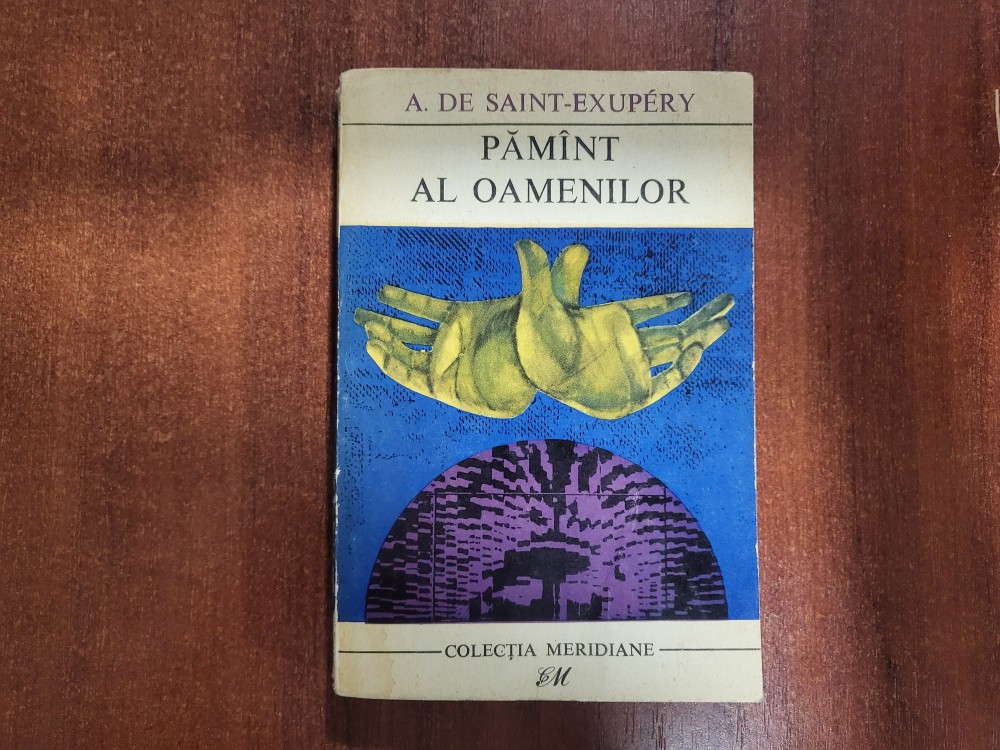 A. DE SAINT-EXUPÉRY
PĂMÎNT
AL OAMENILOR
COLECȚIA MERIDIANE
CM